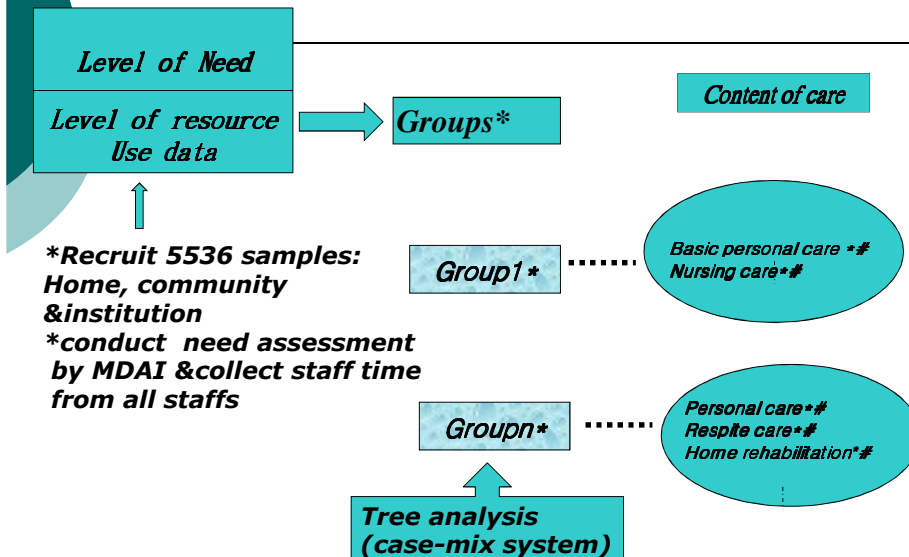 Level of Need
Level of resource
Use data
Groups*
Content of care
*Recruit 5536 samples:
Home, community
&institution
*conduct need assessment
by MDAI &collect staff time
from all staffs
Group1*
Basic personal care *#
Nursing care*#
Groupn*
Personal care*#
Respite care*#
Home rehabilitation*#
Tree analysis
(case-mix system)